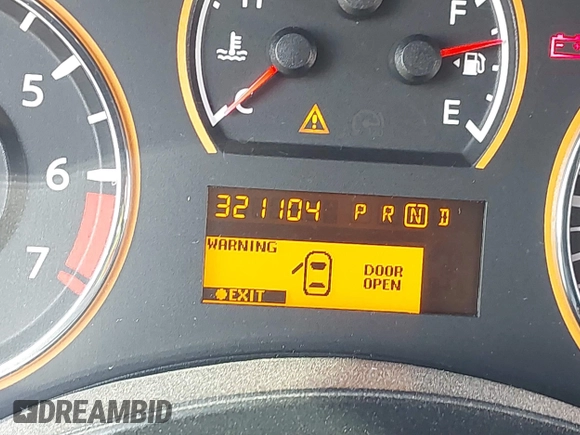 H
F
5
C
E
6
321104 P R N D
WARNING
7
DOOR
OPEN
EXIT
DREAMBID